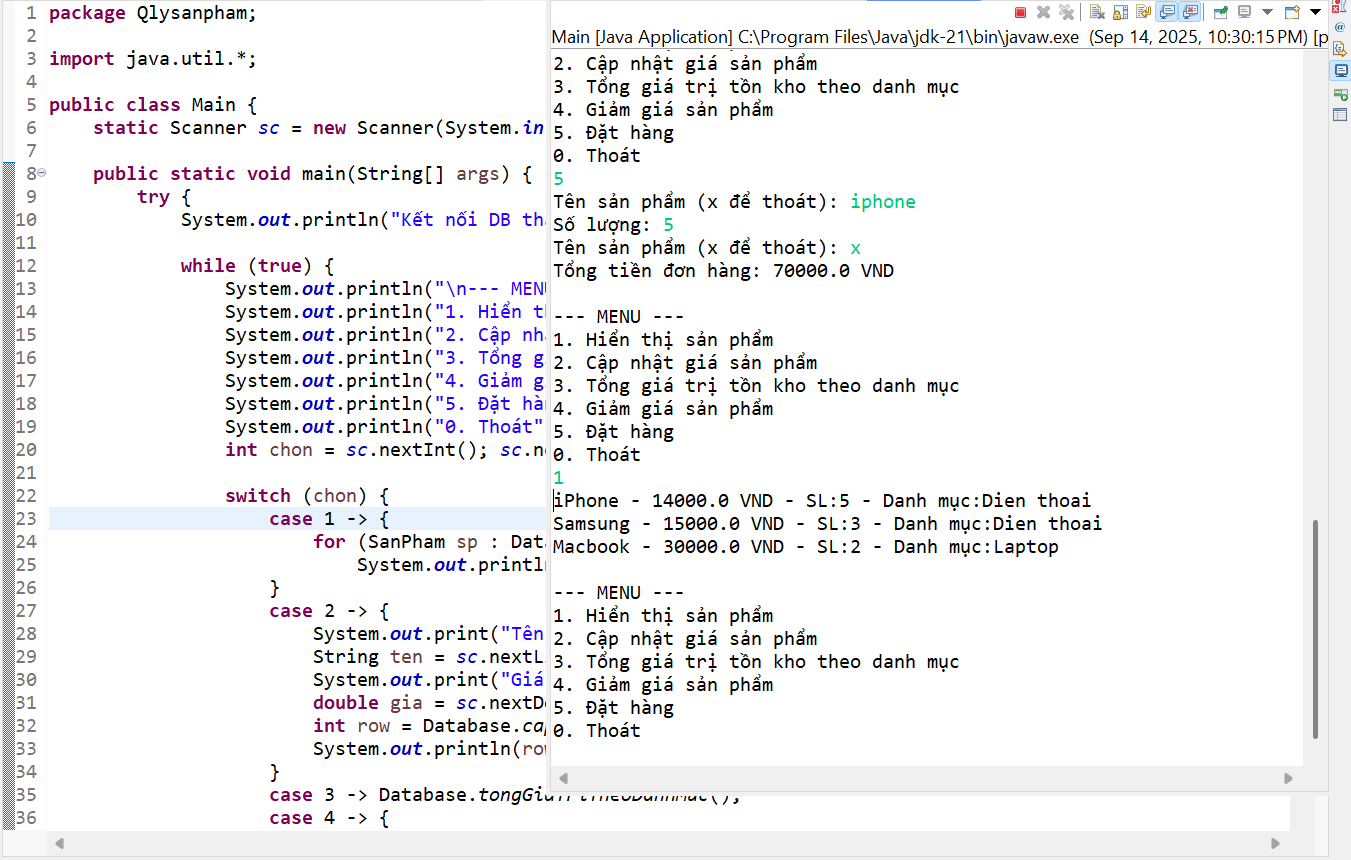 1 package Qlysanpham;
2
3 import java.util.*;
4
5 public class Main {
6 static Scanner sc = new Scanner(System.in
7
8 public static void main(String[] args) {
9 try {
10 System.out.println("Kết nối DB th
11
12 while (true) {
13 System.out.println("\n--- MENU
14 System.out.println("1. Hiển th
15 System.out.println("2. Cập nh
16 System.out.println("3. Tổng g
17 System.out.println("4. Giảm g
18 System.out.println("5. Đặt hà
19 System.out.println("0. Thoát"
20 int chon = sc.nextInt(); sc.n
21
22 switch (chon) {
23 case 1 -> {
24 for (SanPham sp : Data
25 System.out.println
26 }
27 case 2 -> {
28 System.out.print("Tên
29 String ten = sc.nextL
30 System.out.print("Giá
31 double gia = sc.nextD
32 int row = Database.cap
33 System.out.println(row
34 }
35 case 3 -> Database.tongGiaTriTheoDanhMuc();
36 case 4 -> {
Main [Java Application] C:\Program Files\Java\jdk-21\bin\javaw.exe (Sep 14, 2025, 10:30:15 PM) [p
2. Cập nhật giá sản phẩm
3. Tổng giá trị tồn kho theo danh mục
4. Giảm giá sản phẩm
5. Đặt hàng
0. Thoát
5
Tên sản phẩm (x để thoát): iphone
Số lượng: 5
Tên sản phẩm (x để thoát): x
Tổng tiền đơn hàng: 70000.0 VND
--- MENU ---
1. Hiển thị sản phẩm
2. Cập nhật giá sản phẩm
3. Tổng giá trị tồn kho theo danh mục
4. Giảm giá sản phẩm
5. Đặt hàng
0. Thoát
1
iPhone - 14000.0 VND - SL:5 - Danh mục:Dien thoai
Samsung - 15000.0 VND - SL:3 - Danh mục:Dien thoai
Macbook - 30000.0 VND - SL:2 - Danh mục:Laptop
--- MENU ---
1. Hiển thị sản phẩm
2. Cập nhật giá sản phẩm
3. Tổng giá trị tồn kho theo danh mục
4. Giảm giá sản phẩm
5. Đặt hàng
0. Thoát